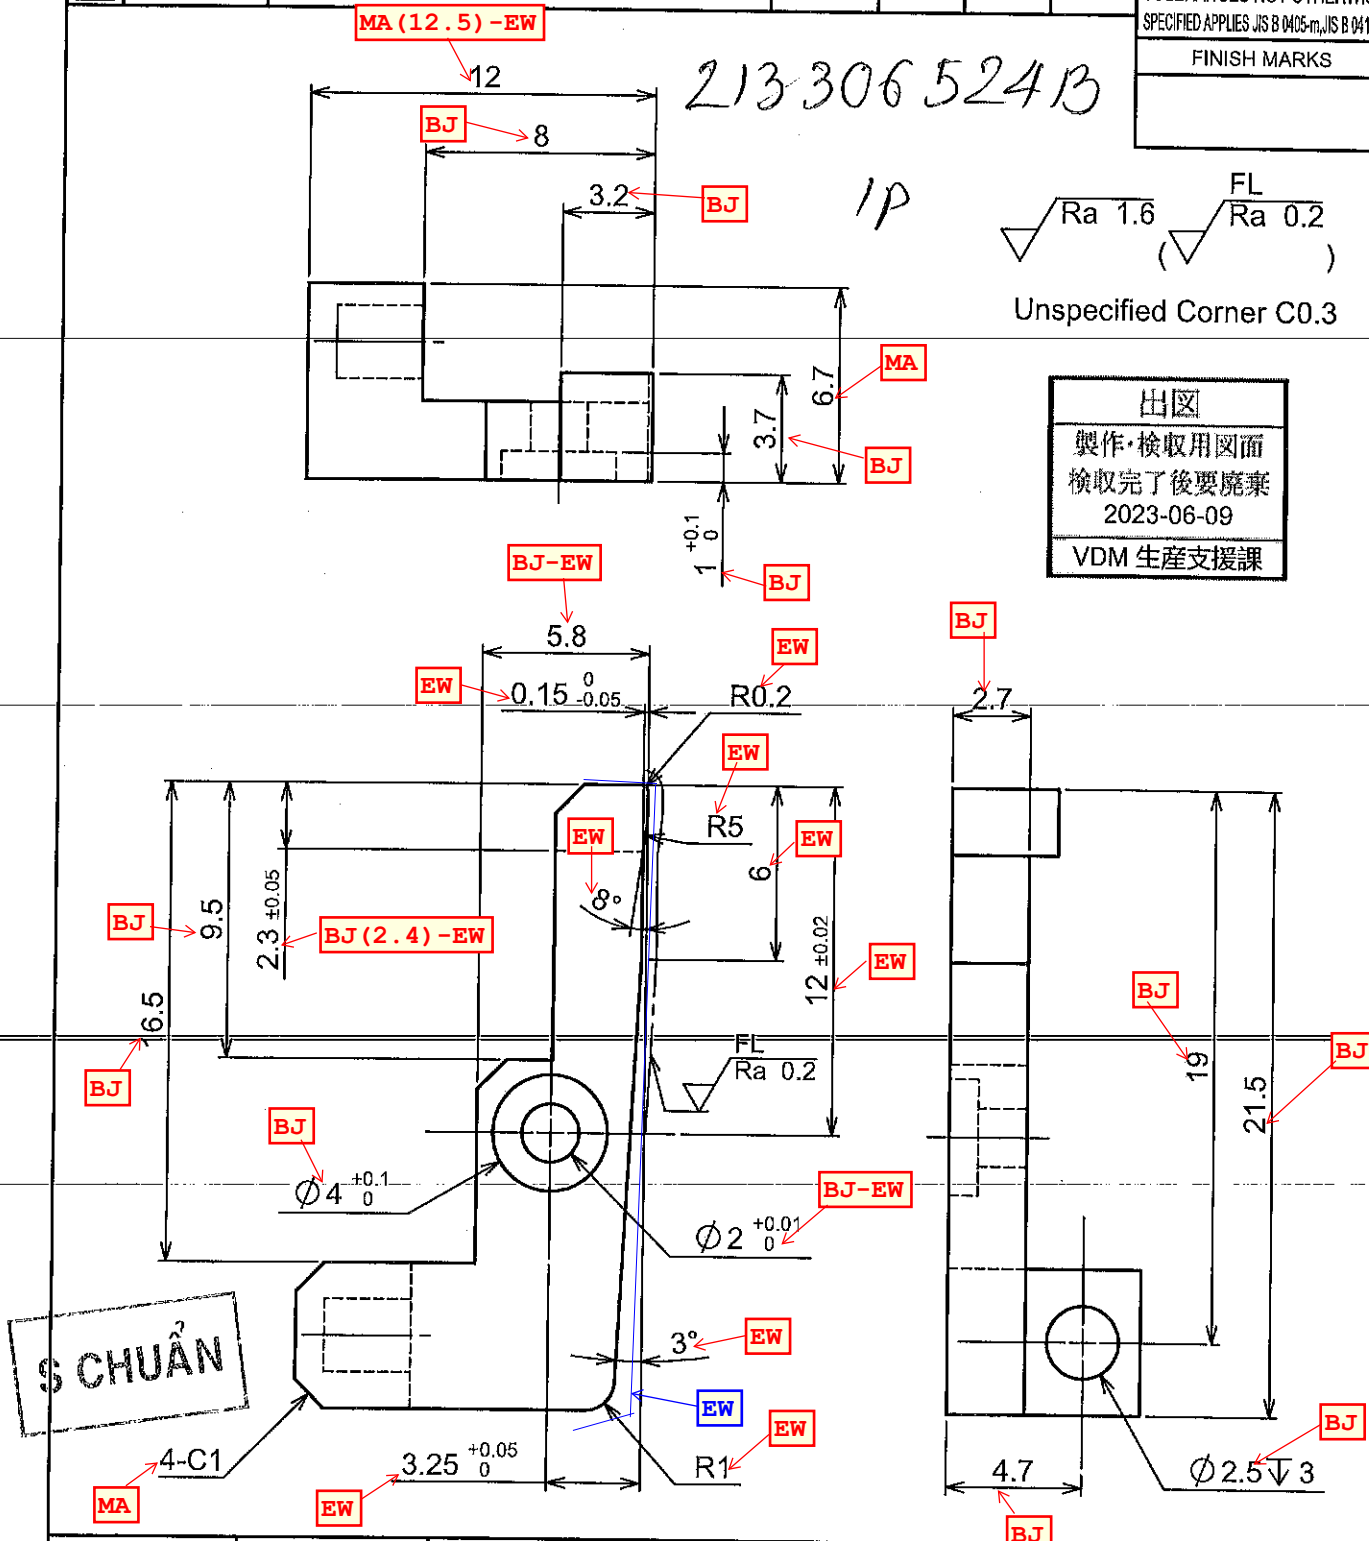 SPECIFIED APPLIES JIS B 0405-m,JIS B 041
FINISH MARKS
MA(12.5)-EW
12
213306524B
BJ
8
3.2
BJ
1P
Ra 1.6
FL
Ra 0.2
( )
Unspecified Corner C0.3
6.7
MA
3.7
BJ
1 +0.1 0
BJ
出図
製作・検収用図面
検収完了後要廃棄
2023-06-09
VDM 生産支援課
BJ-EW
5.8
EW
0.15 0 -0.05
EW
R0.2
BJ
2.7
EW
R5
EW
8°
EW
6
BJ
9.5
2.3 ±0.05
BJ(2.4)-EW
12 ±0.02
EW
BJ
6.5
BJ
FL
Ra 0.2
19
BJ
21.5
BJ
∅4 +0.1 0
BJ-EW
∅2 +0.01 0
S CHUẨN
3°
EW
EW
EW
4-C1
3.25 +0.05 0
R1
MA
EW
4.7
BJ
∅2.5↧3
BJ